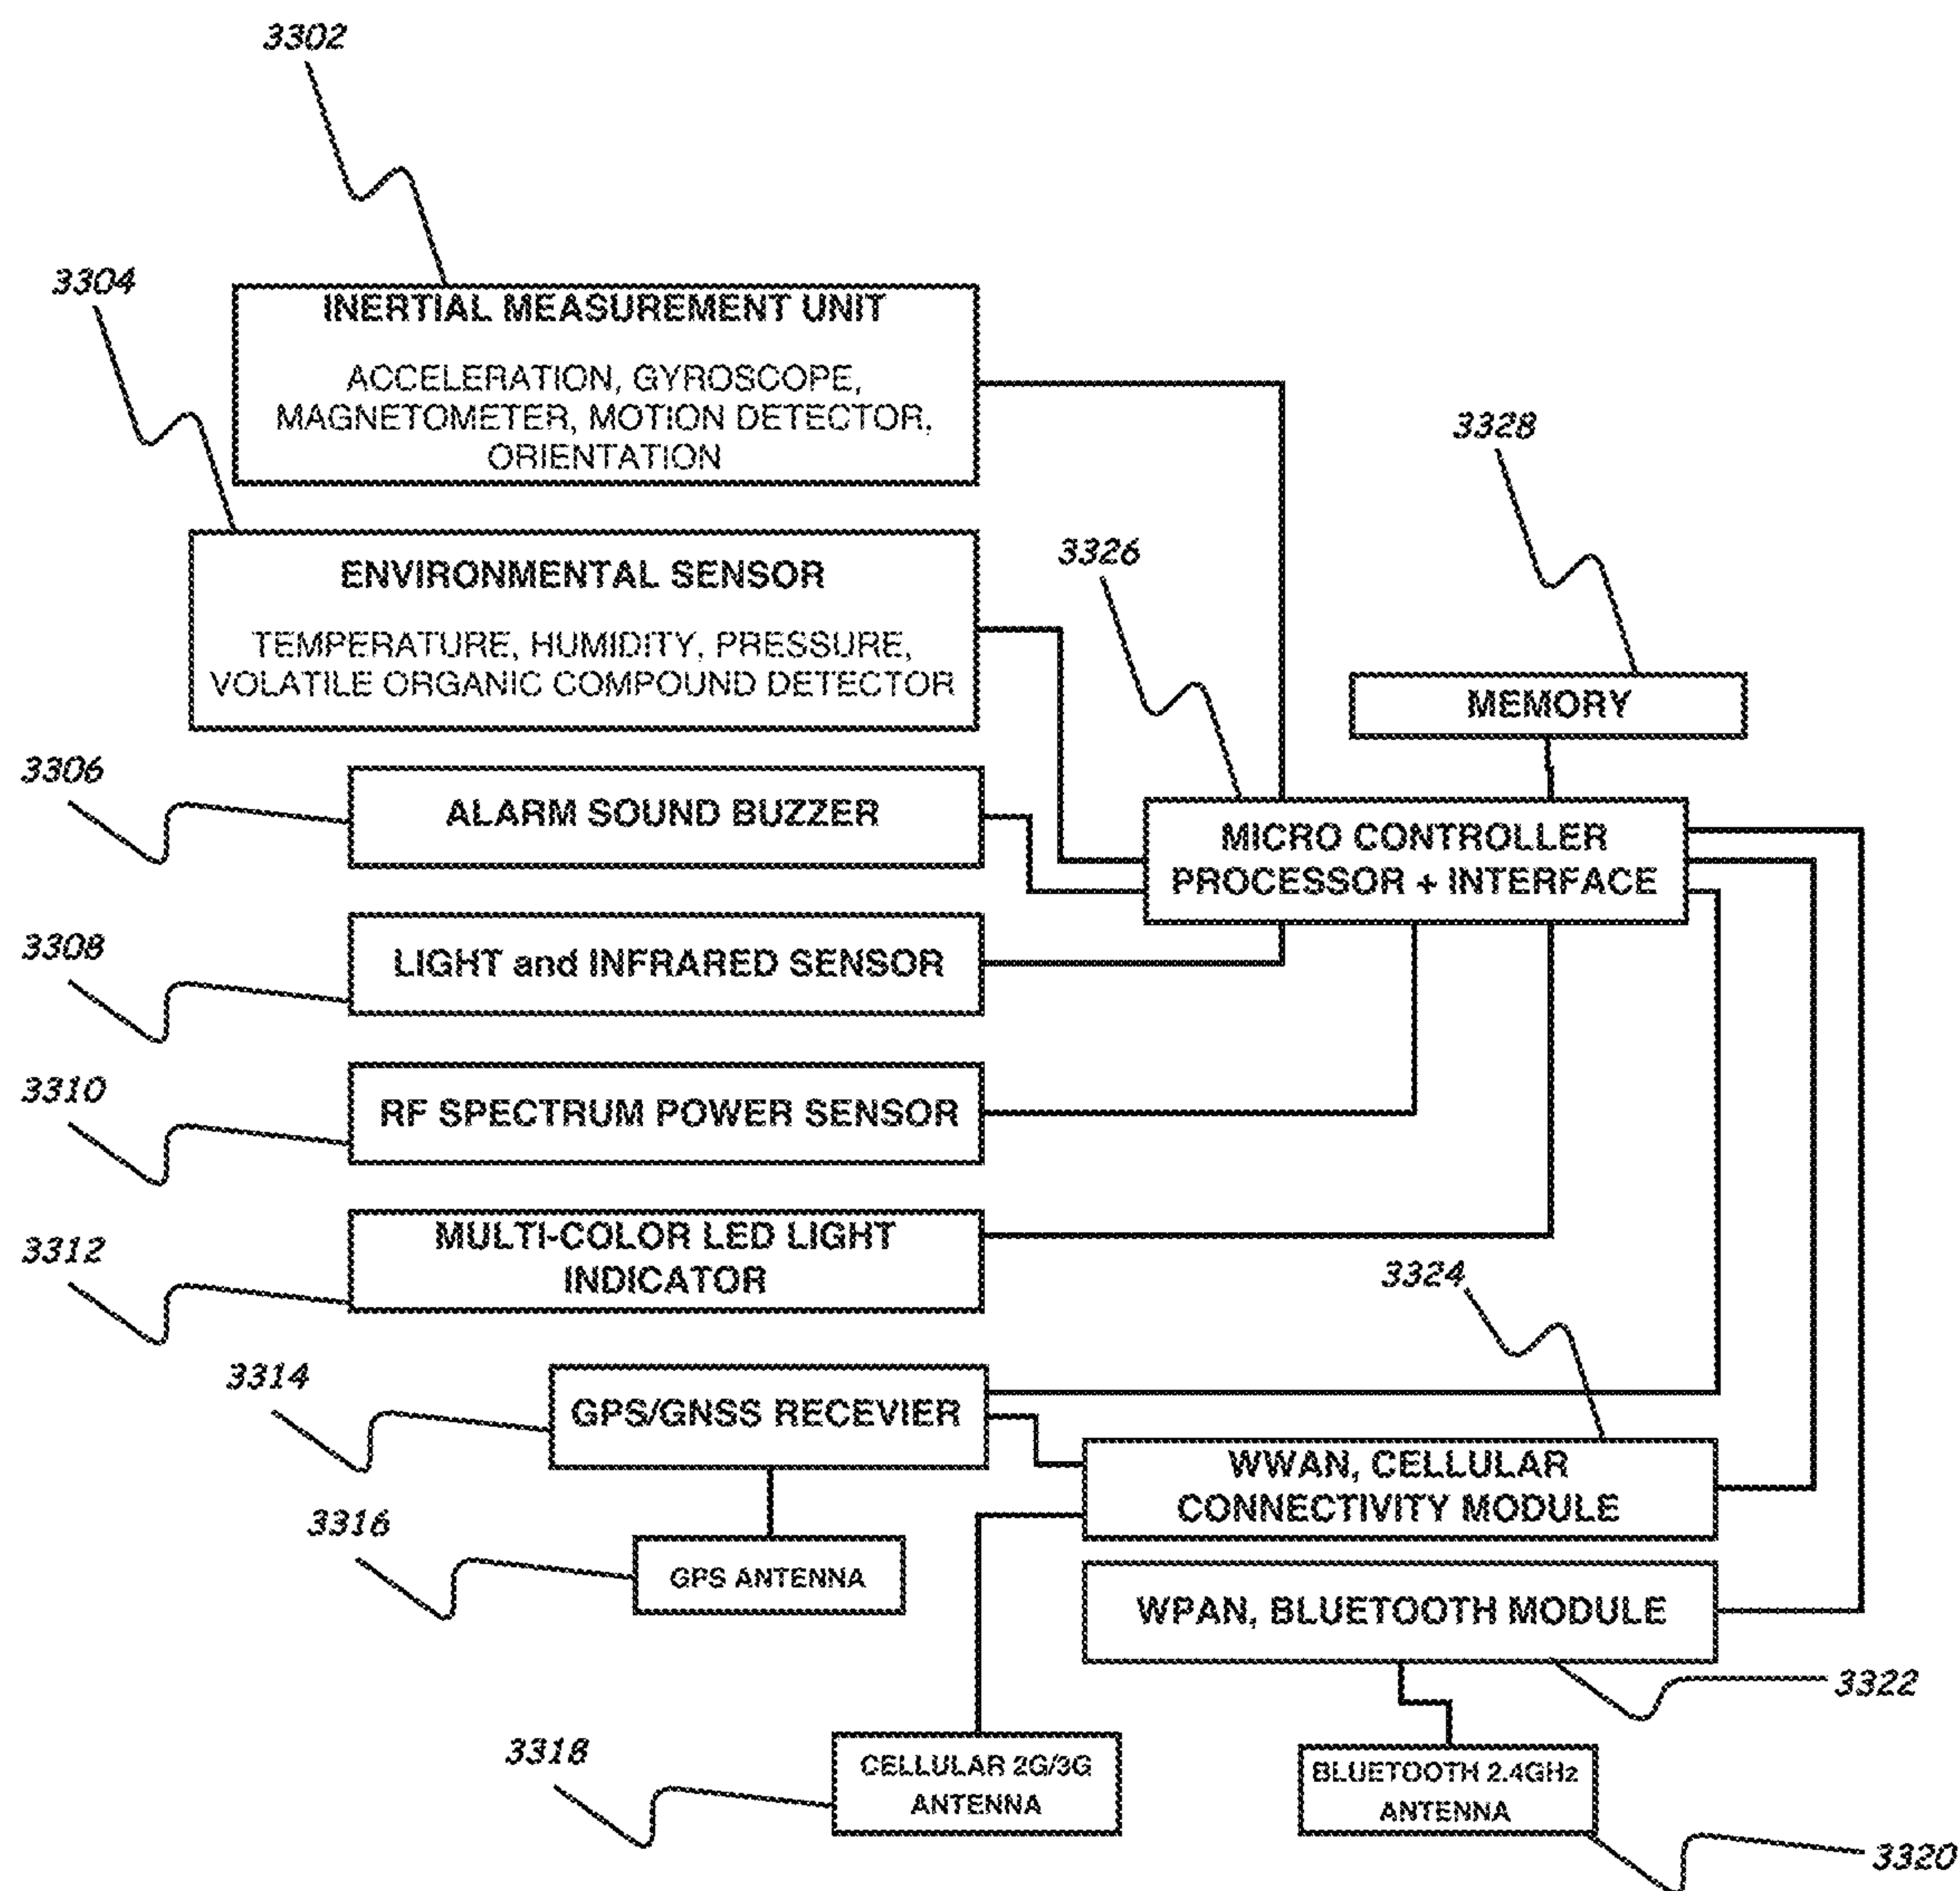 3302
3304
INERTIAL MEASUREMENT UNIT
ACCELERATION, GYROSCOPE,
MAGNETOMETER, MOTION DETECTOR,
ORIENTATION
3328
3326
ENVIRONMENTAL SENSOR
TEMPERATURE, HUMIDITY, PRESSURE,
VOLATILE ORGANIC COMPOUND DETECTOR
MEMORY
3306
ALARM SOUND BUZZER
MICRO CONTROLLER
PROCESSOR + INTERFACE
3308
LIGHT and INFRARED SENSOR
3310
RF SPECTRUM POWER SENSOR
3312
MULTI-COLOR LED LIGHT
INDICATOR
3324
3314
GPS/GNSS RECEVIER
WWAN, CELLULAR
CONNECTIVITY MODULE
3316
GPS ANTENNA
WPAN, BLUETOOTH MODULE
3322
3318
CELLULAR 2G/3G
ANTENNA
BLUETOOTH 2.4GHz
ANTENNA
3320